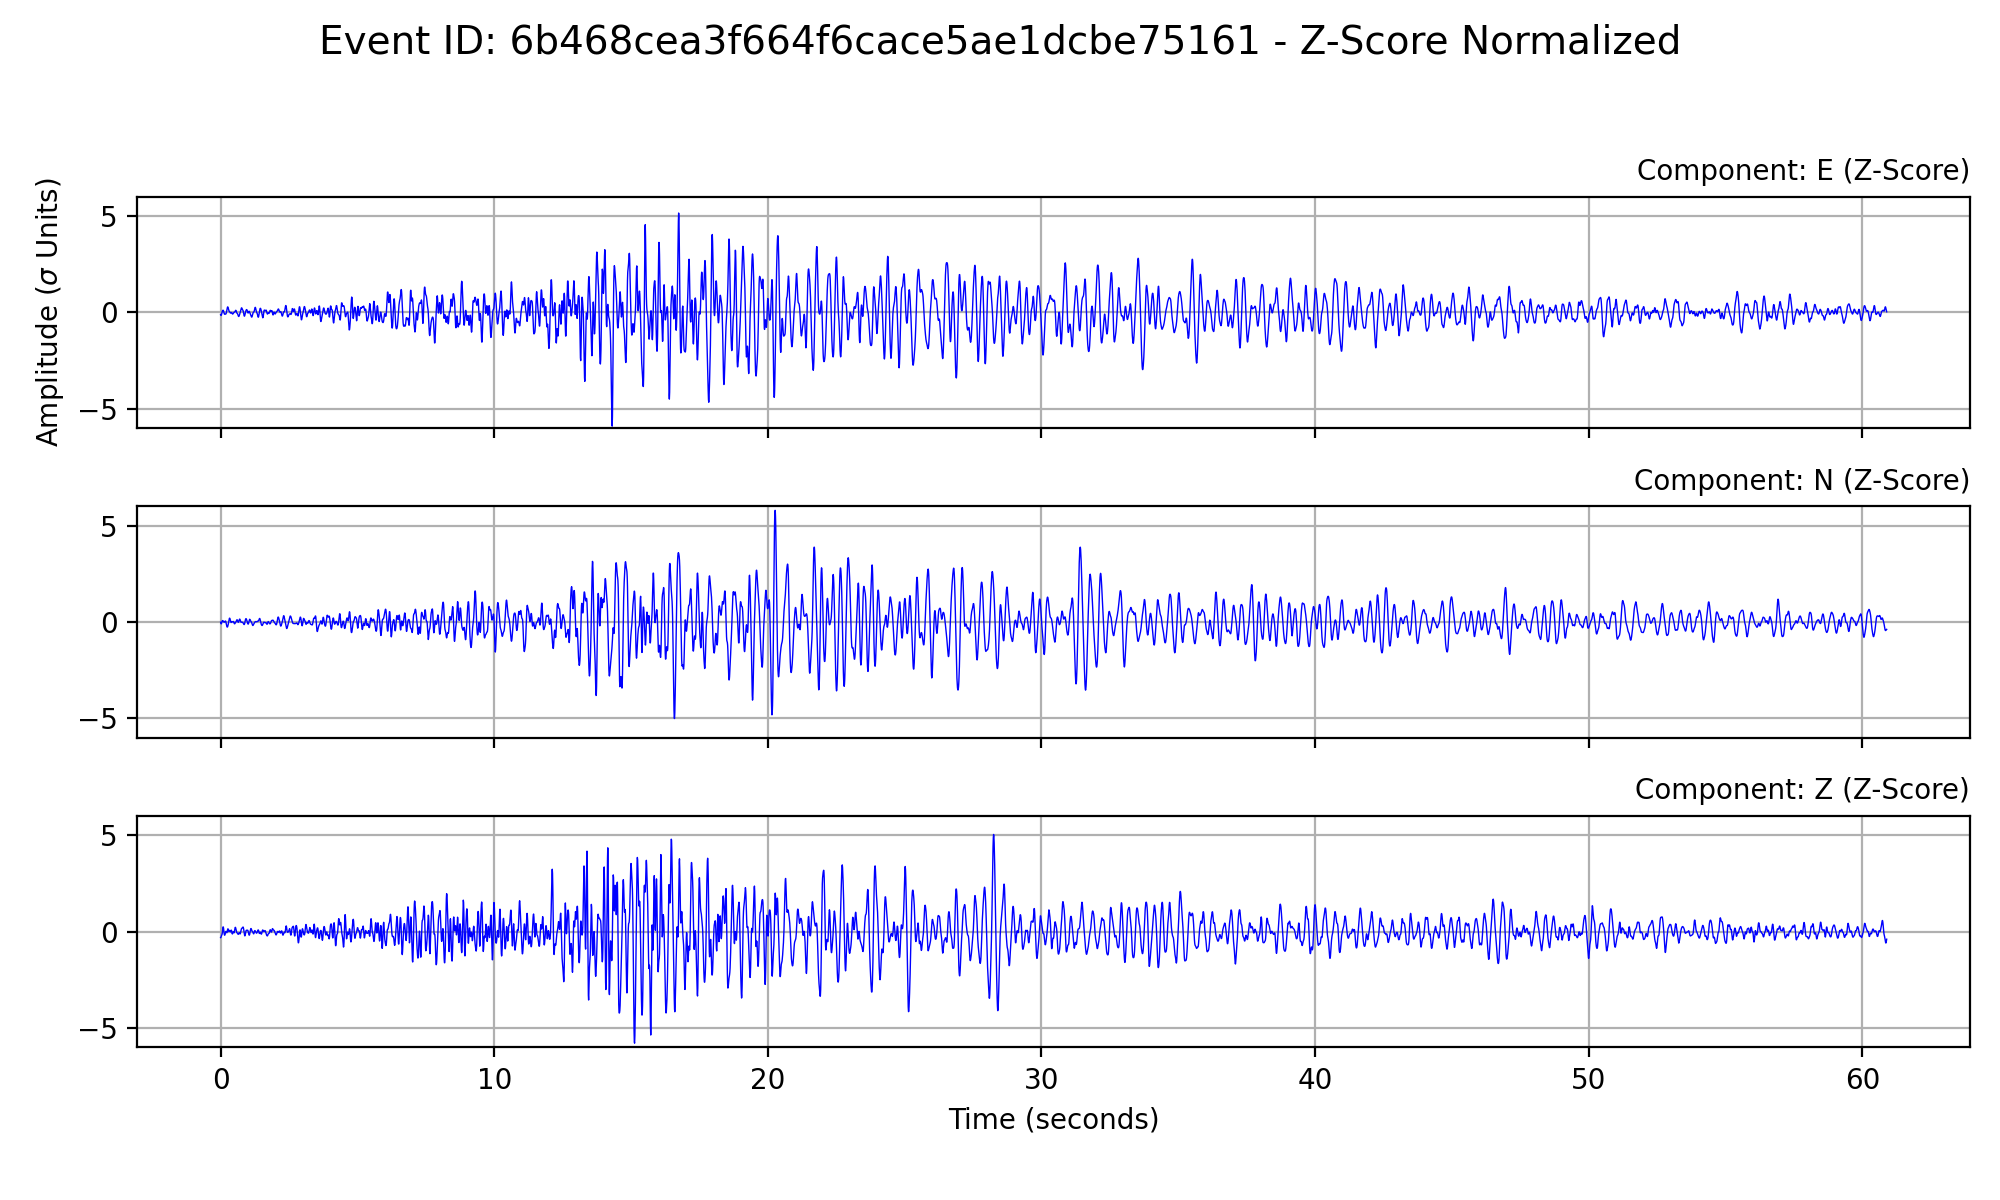 Event ID: 6b468cea3f664f6cace5ae1dcbe75161 - Z-Score Normalized
Component: E (Z-Score)
Amplitude (σ Units)
5
0
−5
Component: N (Z-Score)
5
0
−5
Component: Z (Z-Score)
5
0
−5
0 10 20 30 40 50 60
Time (seconds)